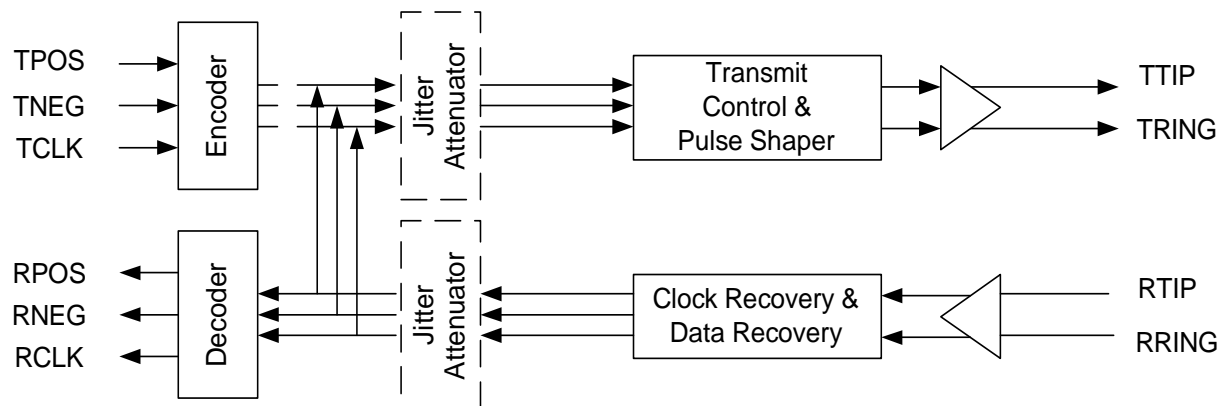 TPOS
TNEG
TCLK
Encoder
Jitter
Attenuator
Transmit
Control &
Pulse Shaper
TTIP
TRING
RPOS
RNEG
RCLK
Decoder
Jitter
Attenuator
Clock Recovery &
Data Recovery
RTIP
RRING